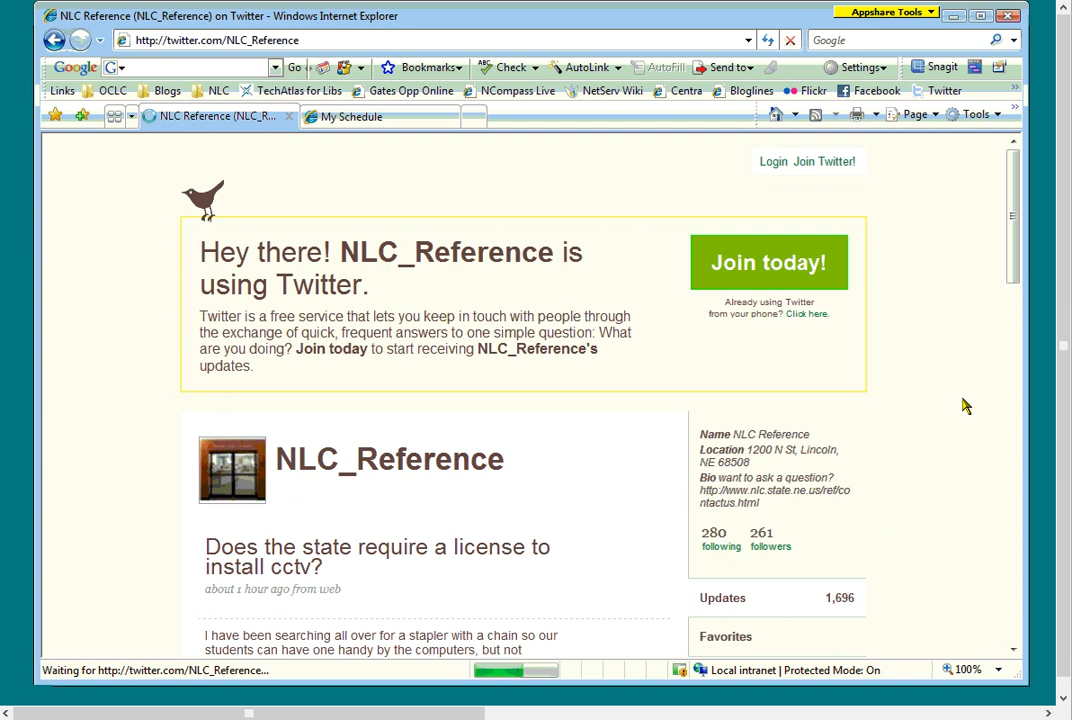 NLC Reference (NLC_Reference) on Twitter - Windows Internet Explorer
Appshare Tools
http://twitter.com/NLC_Reference
Google
Google
G
Go
Bookmarks
ABC Check
AutoLink
AutoFill
Send to
Settings
Snagit
Links
OCLC
Blogs
NLC
TechAtlas for Libs
Gates Opp Online
NCompass Live
NetServ Wiki
Centra
Bloglines
Flickr
Facebook
Twitter
NLC Reference (NLC_R...
My Schedule
Page
Tools
Login Join Twitter!
Hey there! NLC_Reference is
using Twitter.
Twitter is a free service that lets you keep in touch with people through
the exchange of quick, frequent answers to one simple question: What
are you doing? Join today to start receiving NLC_Reference's
updates.
Join today!
Already using Twitter
from your phone? Click here.
NLC_Reference
Does the state require a license to
install cctv?
about 1 hour ago from web
I have been searching all over for a stapler with a chain so our
students can have one handy by the computers, but not
Name NLC Reference
Location 1200 N St, Lincoln,
NE 68508
Bio want to ask a question?
http://www.nlc.state.ne.us/ref/co
ntactus.html
280 261
following followers
Updates 1,696
Favorites
Waiting for http://twitter.com/NLC_Reference...
Local intranet | Protected Mode: On
100%